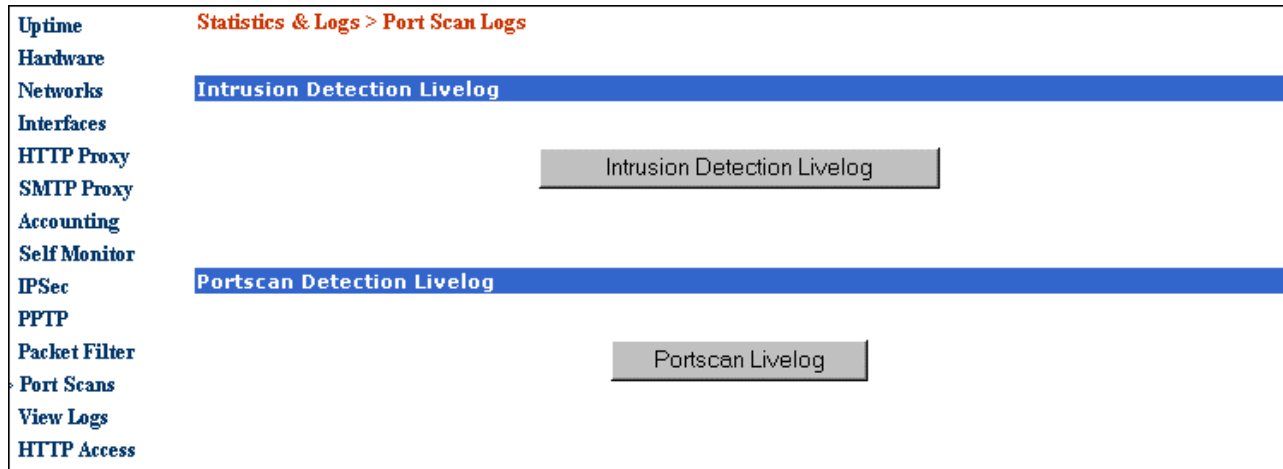 Uptime
Hardware
Networks
Interfaces
HTTP Proxy
SMTP Proxy
Accounting
Self Monitor
IPSec
PPTP
Packet Filter
Port Scans
View Logs
HTTP Access
Statistics & Logs > Port Scan Logs
Intrusion Detection Livelog
Intrusion Detection Livelog
Portscan Detection Livelog
Portscan Livelog